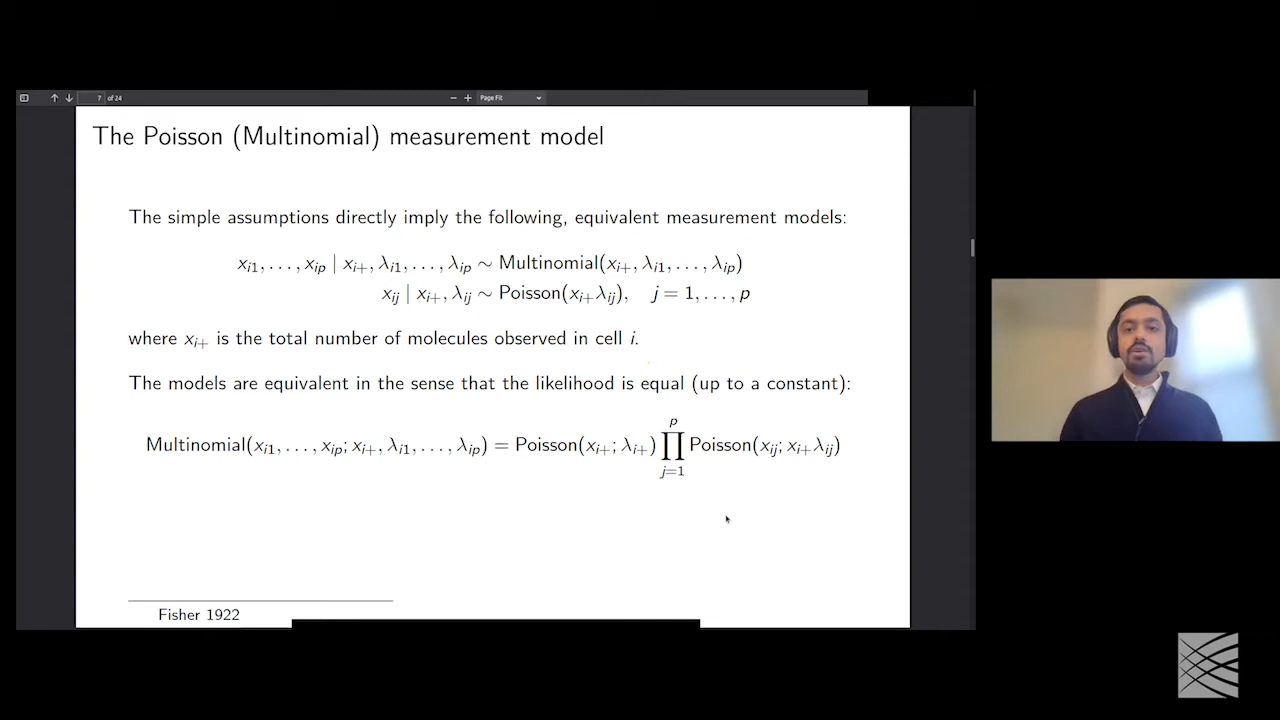 7 of 24
Page Fit
The Poisson (Multinomial) measurement model
The simple assumptions directly imply the following, equivalent measurement models:
x_{i1}, . . . , x_{ip} | x_{i+}, λ_{i1}, . . . , λ_{ip} ∼ Multinomial(x_{i+}, λ_{i1}, . . . , λ_{ip})
x_{ij} | x_{i+}, λ_{ij} ∼ Poisson(x_{i+}λ_{ij}), j = 1, . . . , p
where x_{i+} is the total number of molecules observed in cell i.
The models are equivalent in the sense that the likelihood is equal (up to a constant):
Multinomial(x_{i1}, . . . , x_{ip}; x_{i+}, λ_{i1}, . . . , λ_{ip}) = Poisson(x_{i+}; λ_{i+}) ∏_{j=1}^{p} Poisson(x_{ij}; x_{i+}λ_{ij})
Fisher 1922